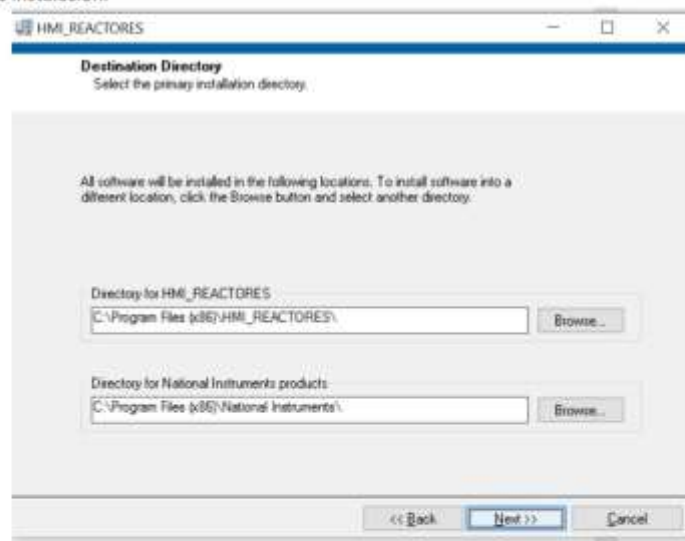 HMI_REACTORES
Destination Directory
Select the primary installation directory.
All software will be installed in the following locations. To install software into a
different location, click the Browse button and select another directory.
Directory for HMI_REACTORES
C:\Program Files (x86)\HMI_REACTORES\
Browse...
Directory for National Instruments products
C:\Program Files (x86)\National Instruments\
Browse...
<< Back
Next >>
Cancel